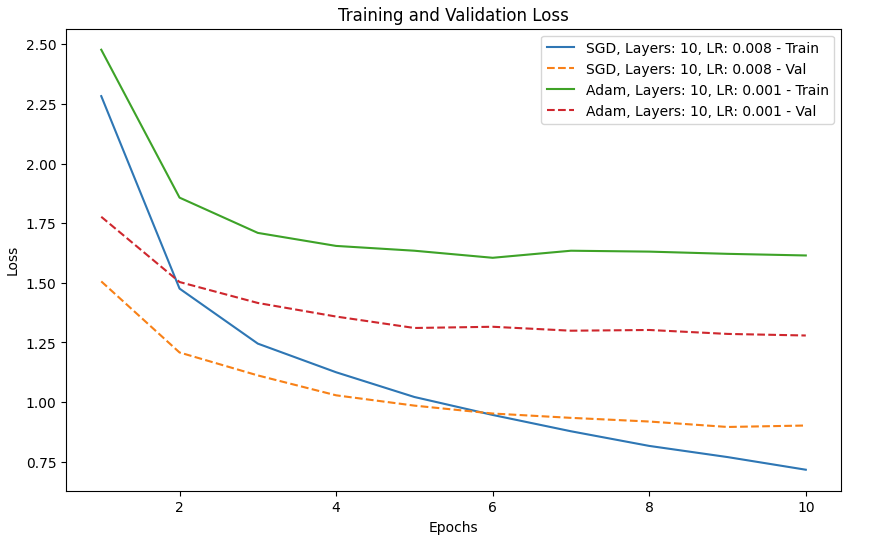 Training and Validation Loss
SGD, Layers: 10, LR: 0.008 - Train
SGD, Layers: 10, LR: 0.008 - Val
Adam, Layers: 10, LR: 0.001 - Train
Adam, Layers: 10, LR: 0.001 - Val
Loss
2.50
2.25
2.00
1.75
1.50
1.25
1.00
0.75
2 4 6 8 10
Epochs